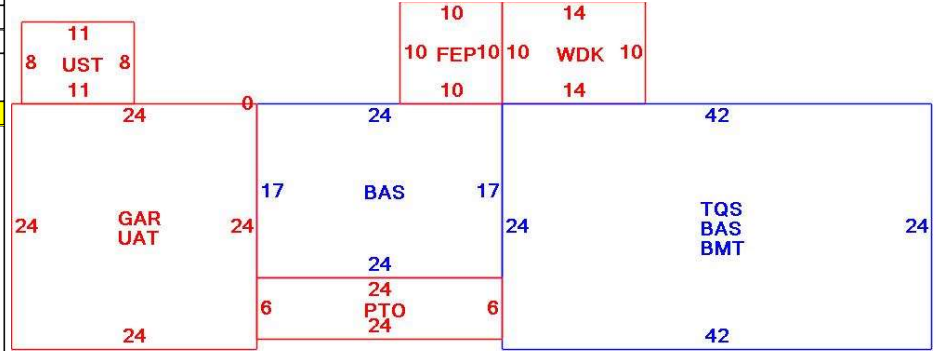 10 14
11
8 UST 8
10 FEP 10 10 WDK 10
11
10 14
0
24 24 42
17 BAS 17
24 GAR 24
UAT
24 TQS 24
BAS
BMT
24
24
6 PTO 6
24
24 42